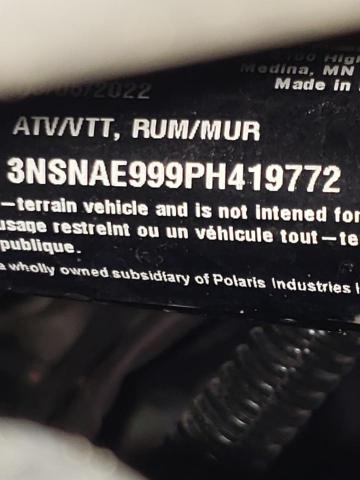 Medina, MN
/2022
Made in
ATV/VTT, RUM/MUR
3NSNAE999PH419772
–terrain vehicle and is not intened for
usage restreint ou un véhicule tout–te
publique.
a wholly owned subsidiary of Polaris Industries